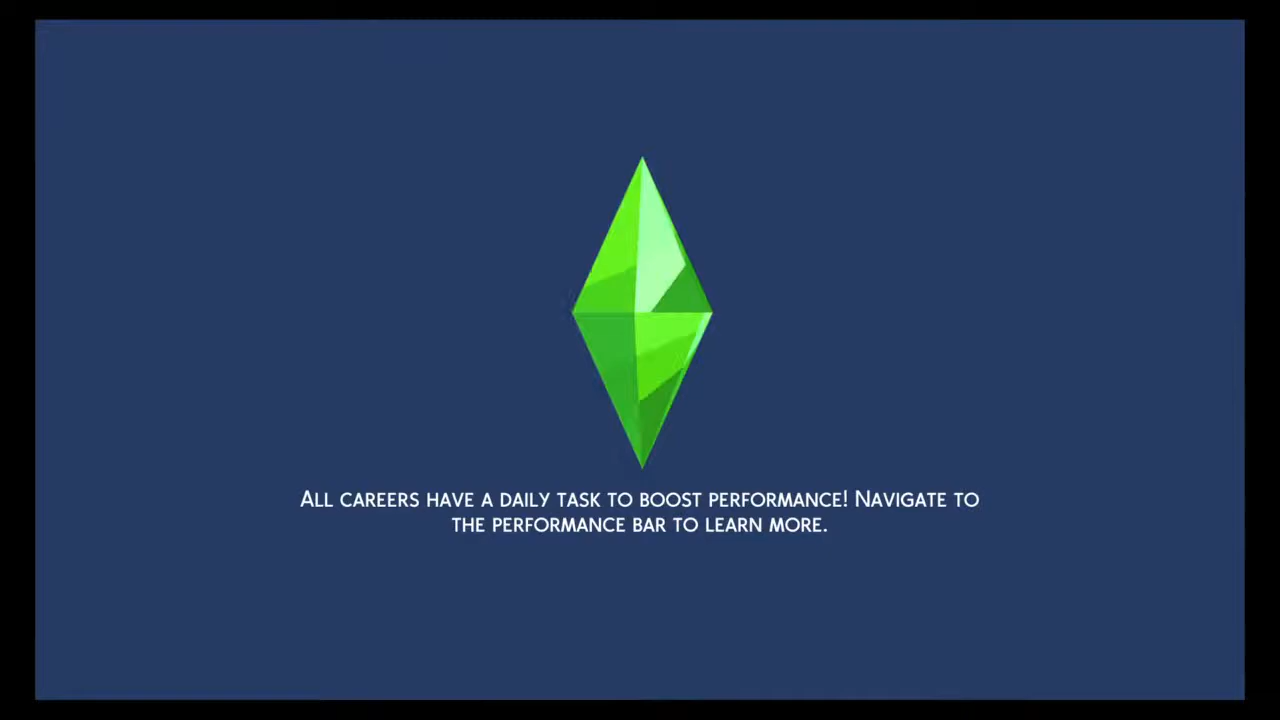 All careers have a daily task to boost performance! Navigate to
the performance bar to learn more.